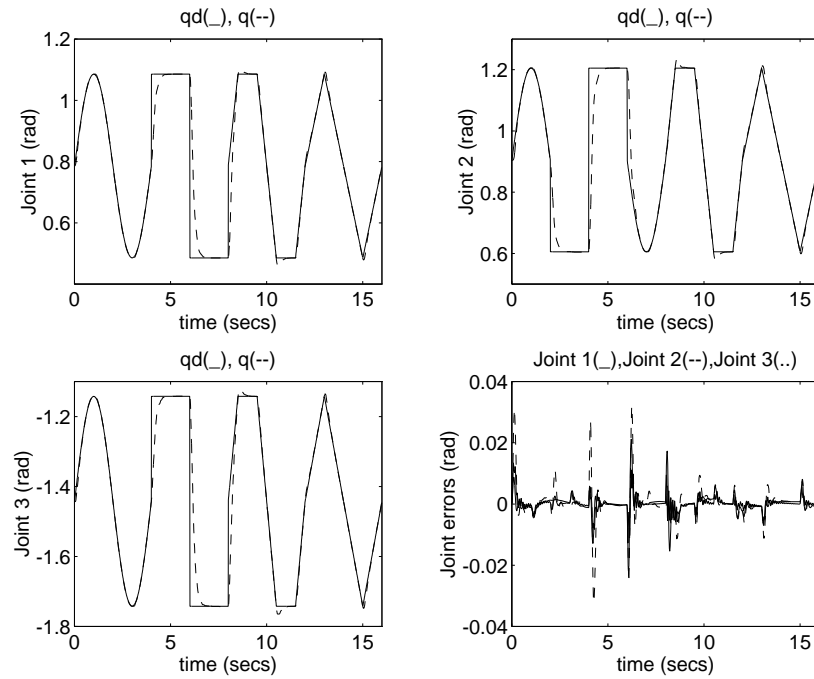 qd(_), q(--)
1.2
1
0.8
0.6
Joint 1 (rad)
0
5
10
15
time (secs)
qd(_), q(--)
1.2
1
0.8
0.6
Joint 2 (rad)
0
5
10
15
time (secs)
qd(_), q(--)
-1.2
-1.4
-1.6
-1.8
Joint 3 (rad)
0
5
10
15
time (secs)
Joint 1(_),Joint 2(--),Joint 3(..)
0.04
0.02
0
-0.02
-0.04
Joint errors (rad)
0
5
10
15
time (secs)